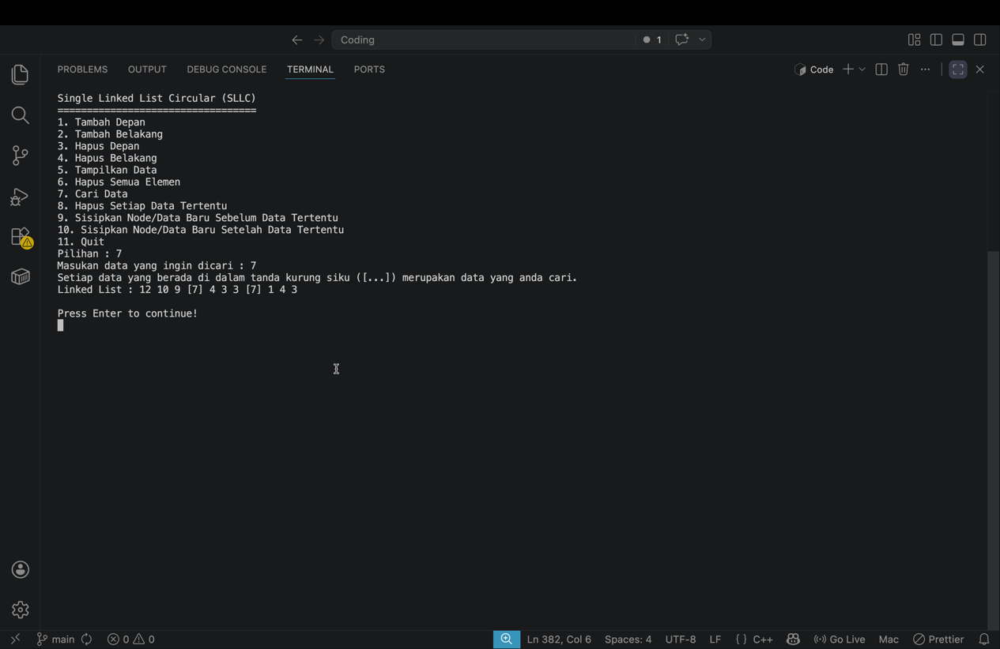 Coding
1
PROBLEMS OUTPUT DEBUG CONSOLE TERMINAL PORTS
Code
Single Linked List Circular (SLLC)
==================================
1. Tambah Depan
2. Tambah Belakang
3. Hapus Depan
4. Hapus Belakang
5. Tampilkan Data
6. Hapus Semua Elemen
7. Cari Data
8. Hapus Setiap Data Tertentu
9. Sisipkan Node/Data Baru Sebelum Data Tertentu
10. Sisipkan Node/Data Baru Setelah Data Tertentu
11. Quit
Pilihan : 7
Masukan data yang ingin dicari : 7
Setiap data yang berada di dalam tanda kurung siku ([...]) merupakan data yang anda cari.
Linked List : 12 10 9 [7] 4 3 3 [7] 1 4 3
Press Enter to continue!
main 0 0 Ln 382, Col 6 Spaces: 4 UTF-8 LF {} C++ Go Live Mac Prettier